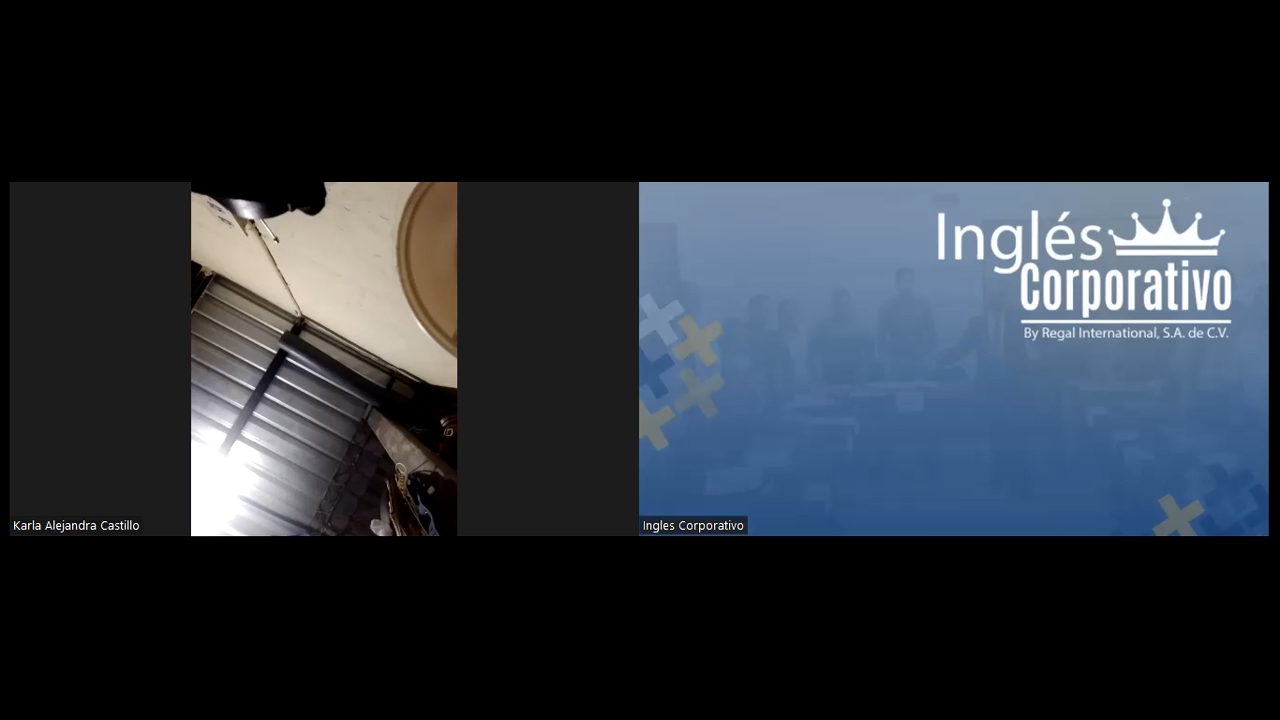 Inglés
Corporativo
By Regal International, S.A. de C.V.
Karla Alejandra Castillo
Ingles Corporativo